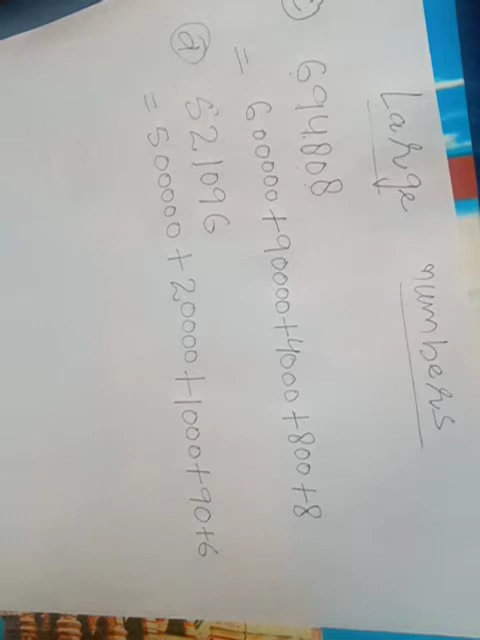 Large numbers
c) 694808
= 600000+90000+4000+800+8
d) 521096
= 500000+20000+1000+90+6